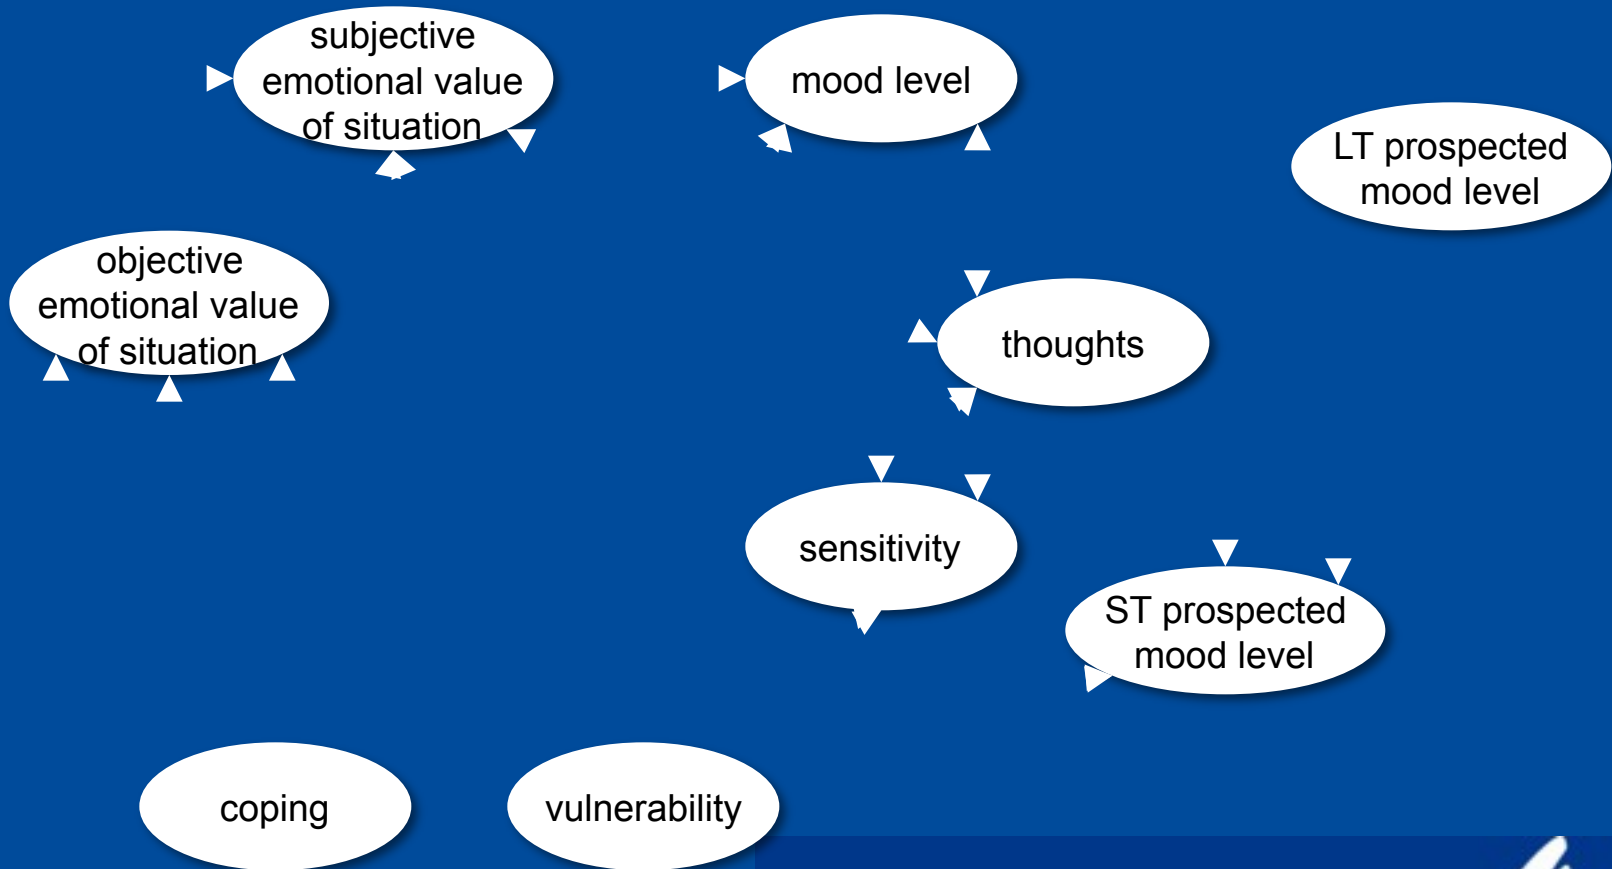 subjective
emotional value
of situation
mood level
LT prospected
mood level
objective
emotional value
of situation
thoughts
sensitivity
ST prospected
mood level
coping
vulnerability